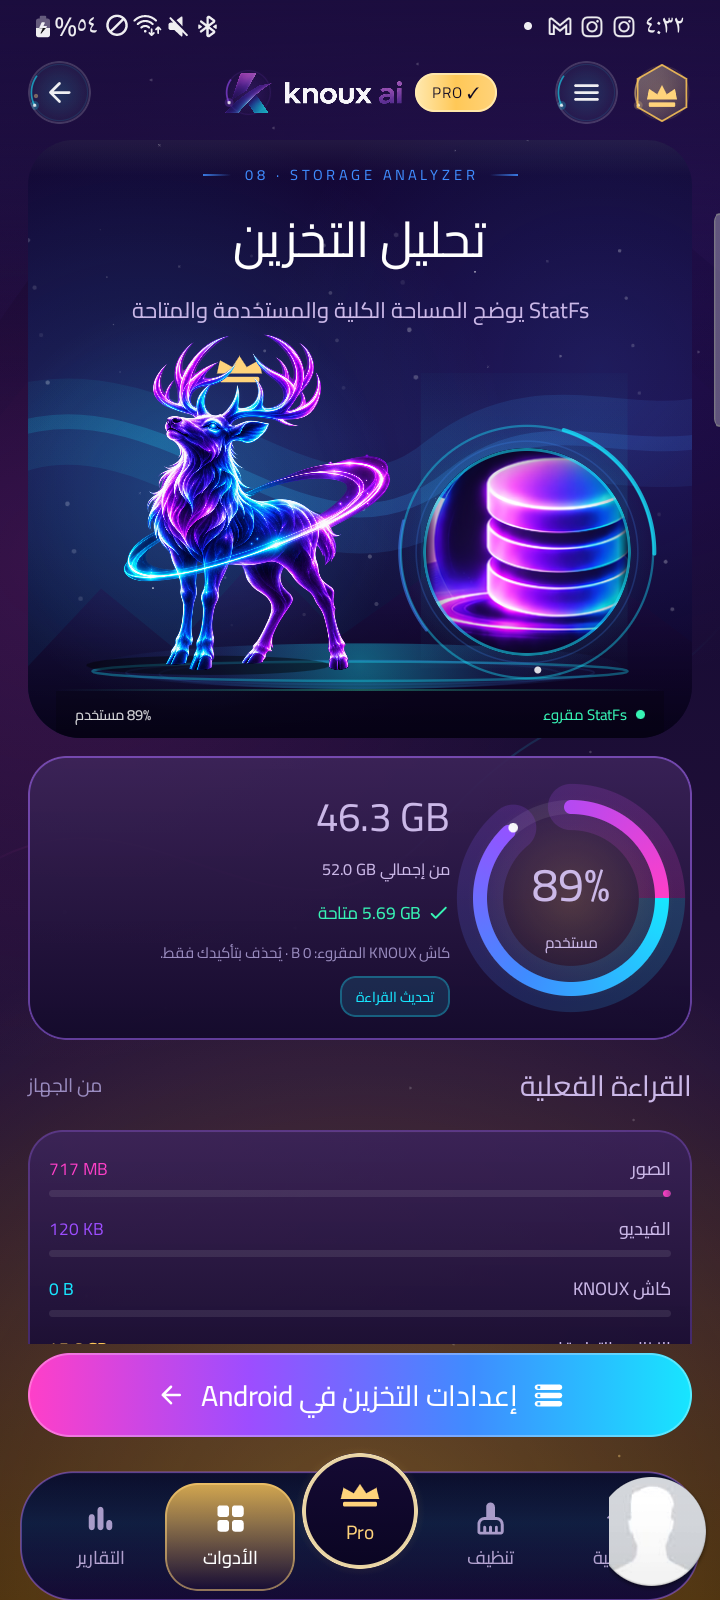 %٥٤
٤:٣٢
knoux ai
PRO ✓
08 · STORAGE ANALYZER
تحليل التخزين
StatFs يوضح المساحة الكلية والمستخدمة والمتاحة
StatFs مقروء
89% مستخدم
46.3 GB
من إجمالي 52.0 GB
5.69 GB متاحة
كاش KNOUX المقروء: 0 B · يُحذف بتأكيدك فقط.
تحديث القراءة
89%
مستخدم
القراءة الفعلية
من الجهاز
الصور
717 MB
الفيديو
120 KB
كاش KNOUX
0 B
إعدادات التخزين في Android
تنظيف
Pro
الأدوات
التقارير